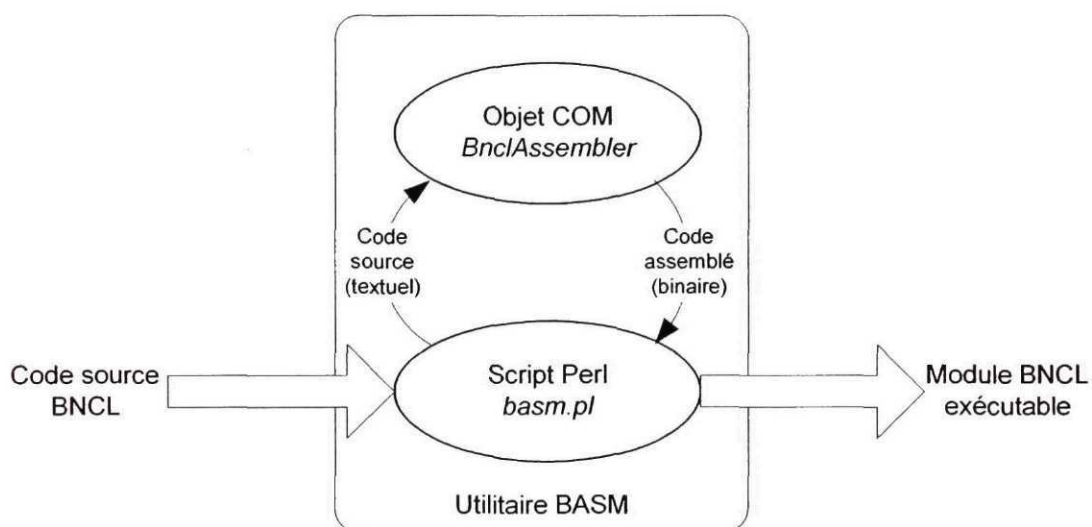 Objet COM
BnclAssembler
Code
source
(textuel)
Code
assemblé
(binaire)
Code source
BNCL
Script Perl
basm.pl
Module BNCL
exécutable
Utilitaire BASM